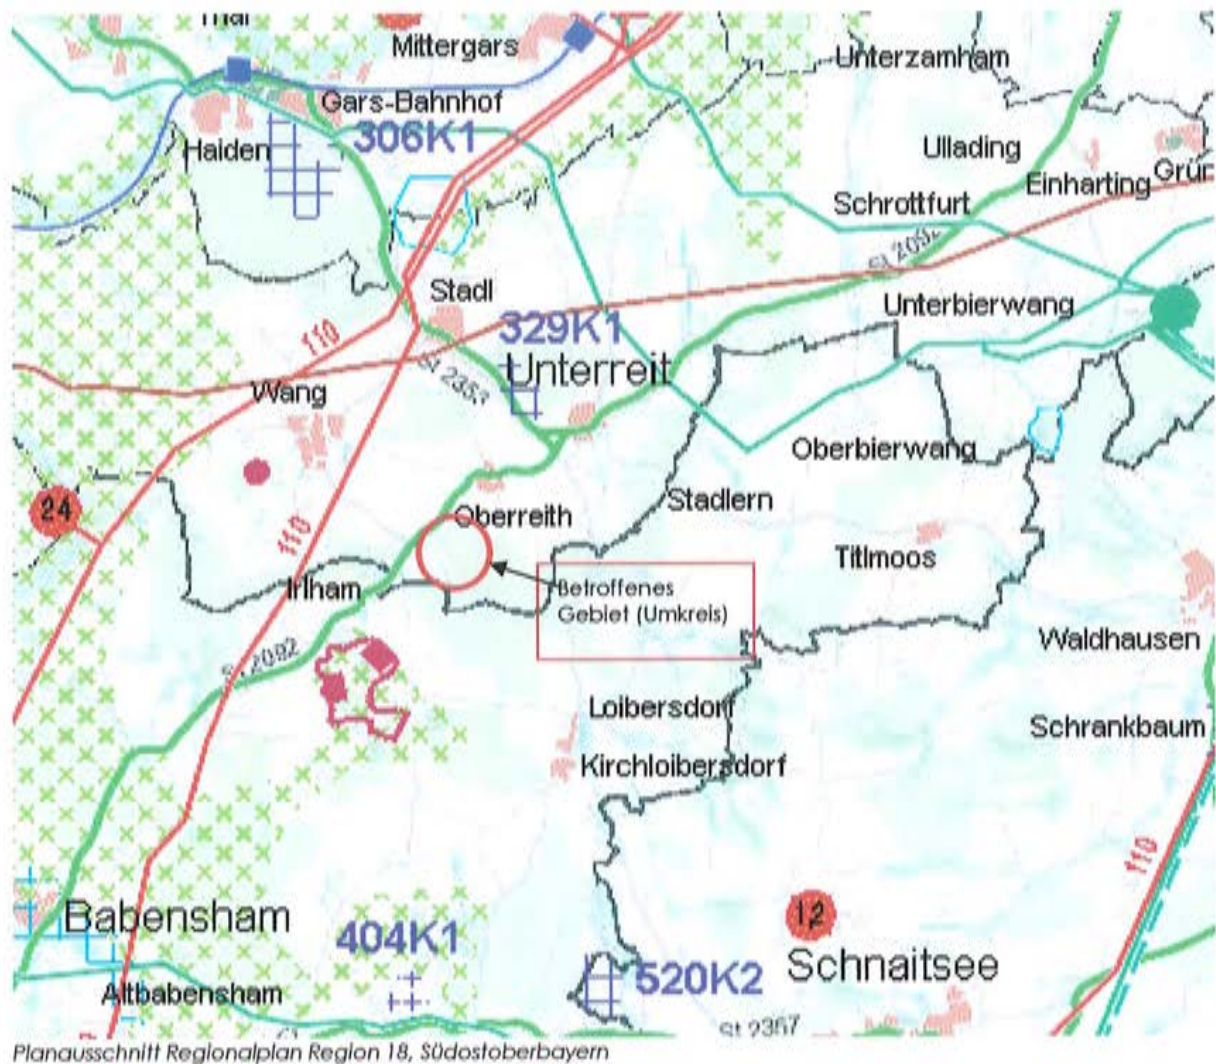 Thal
Mittergars
Unterzamham
Gars-Bahnhof
306K1
Haiden
Ullading
Einharting
Schrottfurt
St 2092
Stadl
Unterbierwang
329K1
110
Unterreit
St 2353
Wang
Oberbierwang
24
Stadlern
Oberreith
110
Titlmoos
Irlham
Betroffenes
Gebiet (Umkreis)
Waldhausen
St 2092
Loibersdorf
Schrankbaum
Kirchloibersdorf
110
Babensham
12
404K1
Schnaitsee
520K2
Altbabensham
St 2357
Planausschnitt Regionalplan Region 18, Südostoberbayern